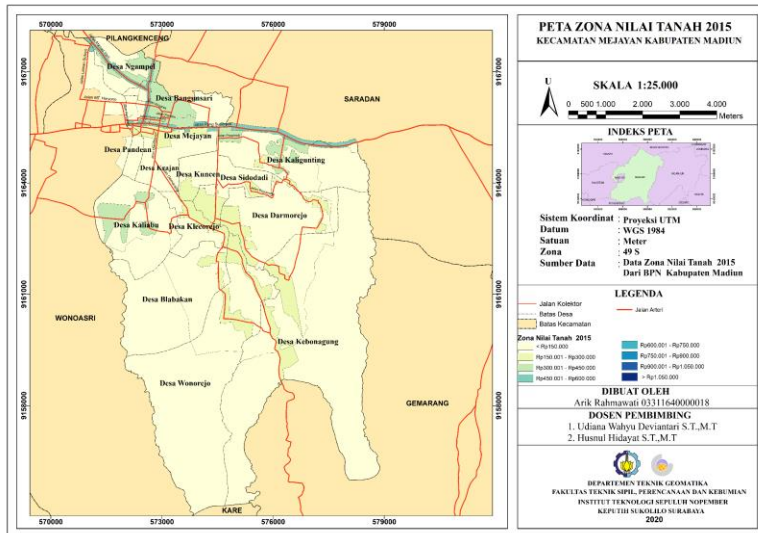 570000 573000 576000 579000
PILANGKENCENG
9167000
Desa Ngampel
Desa Bangunsari
SARADAN
Desa Mejayan
Desa Pandean
Desa Kaligunting
Desa Krajan
Desa Kuncen
Desa Sidodadi
9164000
Desa Darmorejo
Desa Kaliabu
Desa Klecorejo
9161000
Desa Blabakan
WONOASRI
Desa Kebonagung
Desa Wonorejo
GEMARANG
9158000
KARE
570000 573000 576000 579000
9167000
9164000
9161000
9158000
PETA ZONA NILAI TANAH 2015
KECAMATAN MEJAYAN KABUPATEN MADIUN
U
SKALA 1:25.000
0 500 1.000 2.000 3.000 4.000
Meters
INDEKS PETA
Sistem Koordinat : Proyeksi UTM
Datum : WGS 1984
Satuan : Meter
Zona : 49 S
Sumber Data : Data Zona Nilai Tanah 2015
Dari BPN Kabupaten Madiun
LEGENDA
Jalan Kolektor
Jalan Arteri
Batas Desa
Batas Kecamatan
Zona Nilai Tanah 2015
<Rp150.000
Rp150.001 - Rp300.000
Rp300.001 - Rp450.000
Rp450.001 - Rp600.000
Rp600.001 - Rp750.000
Rp750.001 - Rp900.000
Rp900.001 - Rp1.050.000
> Rp1.050.000
DIBUAT OLEH
Arik Rahmawati 03311640000018
DOSEN PEMBIMBING
1. Udiana Wahyu Deviantari S.T.,M.T
2. Husnul Hidayat S.T.,M.T
DEPARTEMEN TEKNIK GEOMATIKA
FAKULTAS TEKNIK SIPIL, PERENCANAAN DAN KEBUMIAN
INSTITUT TEKNOLOGI SEPULUH NOPEMBER
KEPUTIH SUKOLILO SURABAYA
2020